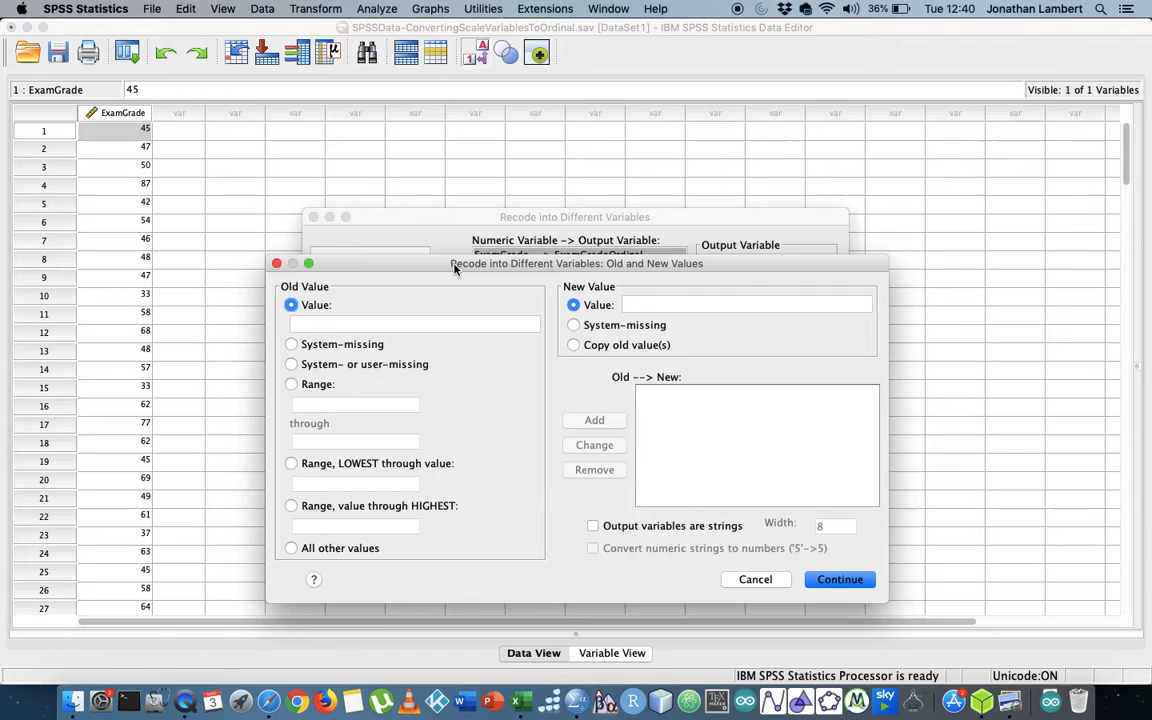 SPSS Statistics File Edit View Data Transform Analyze Graphs Utilities Extensions Window Help 36% Tue 12:40 Jonathan Lambert
SPSSData-ConvertingScaleVariablesToOrdinal.sav [DataSet1] - IBM SPSS Statistics Data Editor
1 : ExamGrade 45 Visible: 1 of 1 Variables
ExamGrade var var var var var var var var var var var var var var var var var
1 45
2 47
3 50
4 87
5 42
6 54
7 46
8 48
9 47
10 33
11 58
12 68
13 48
14 57
15 33
16 62
17 77
18 62
19 45
20 69
21 49
22 61
23 37
24 63
25 45
26 58
27 64
Recode into Different Variables
Numeric Variable -> Output Variable:
Output Variable
Recode into Different Variables: Old and New Values
Old Value
Value:
System-missing
System- or user-missing
Range:
through
Range, LOWEST through value:
Range, value through HIGHEST:
All other values
?
New Value
Value:
System-missing
Copy old value(s)
Old --> New:
Add
Change
Remove
Output variables are strings Width: 8
Convert numeric strings to numbers ('5'->5)
Cancel Continue
Data View Variable View
IBM SPSS Statistics Processor is ready Unicode:ON